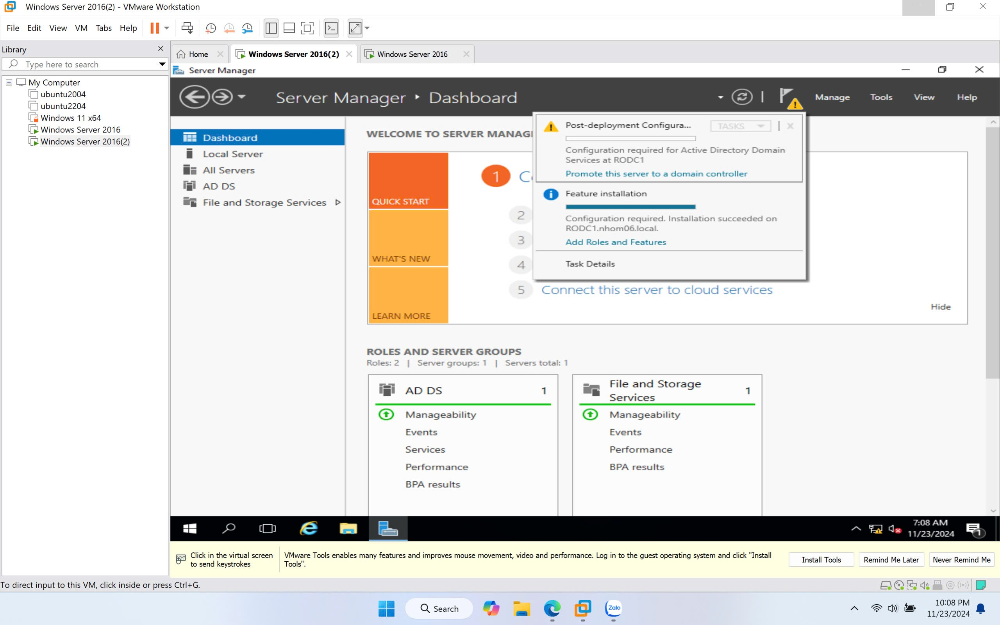 Windows Server 2016(2) - VMware Workstation
File Edit View VM Tabs Help
Library
Type here to search
My Computer
ubuntu2004
ubuntu2204
Windows 11 x64
Windows Server 2016
Windows Server 2016(2)
Home
Windows Server 2016(2)
Windows Server 2016
Server Manager
Server Manager Dashboard
Manage Tools View Help
Dashboard
Local Server
All Servers
AD DS
File and Storage Services
WELCOME TO SERVER MANAG
QUICK START
WHAT'S NEW
LEARN MORE
1
2
3
4
5 Connect this server to cloud services
Hide
Post-deployment Configura...
TASKS
Configuration required for Active Directory Domain
Services at RODC1
Promote this server to a domain controller
Feature installation
Configuration required. Installation succeeded on
RODC1.nhom06.local.
Add Roles and Features
Task Details
ROLES AND SERVER GROUPS
Roles: 2 | Server groups: 1 | Servers total: 1
AD DS 1
Manageability
Events
Services
Performance
BPA results
File and Storage
Services 1
Manageability
Events
Performance
BPA results
7:08 AM
11/23/2024
1
Click in the virtual screen
to send keystrokes
VMware Tools enables many features and improves mouse movement, video and performance. Log in to the guest operating system and click "Install
Tools".
Install Tools
Remind Me Later
Never Remind Me
To direct input to this VM, click inside or press Ctrl+G.
Search
Zalo
10:08 PM
11/23/2024